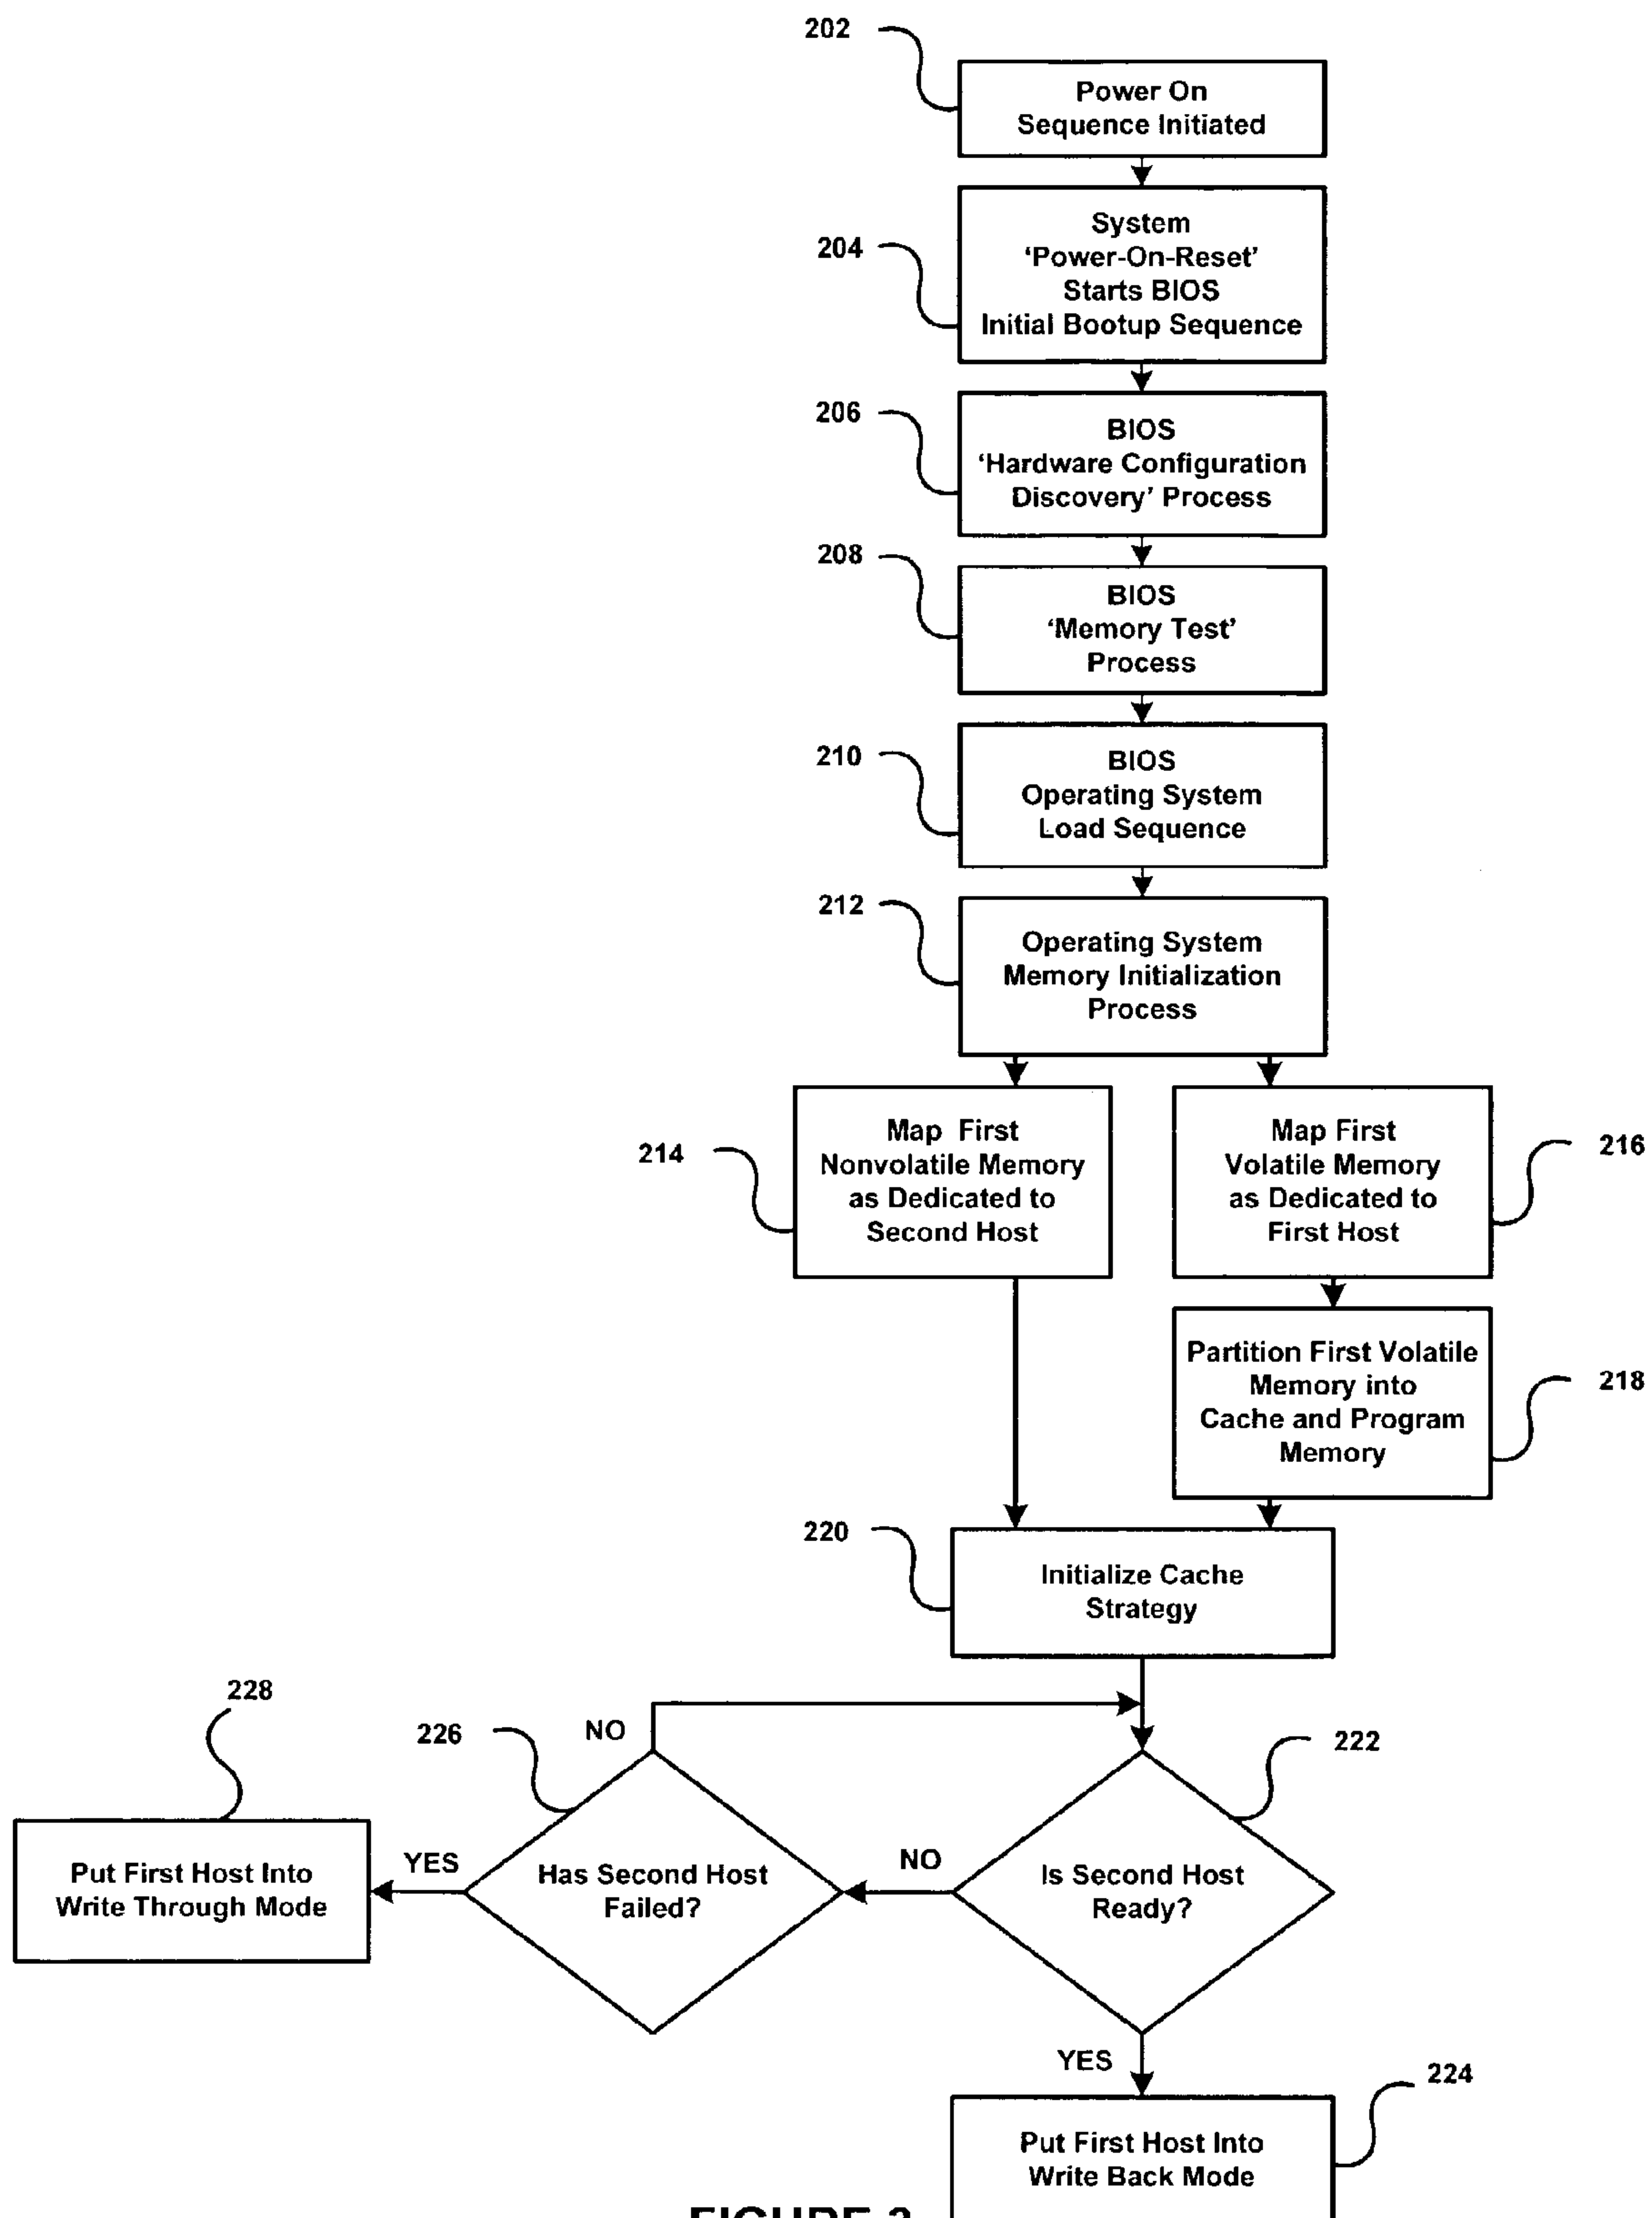 202
Power On
Sequence Initiated
204
System
‘Power-On-Reset’
Starts BIOS
Initial Bootup Sequence
206
BIOS
‘Hardware Configuration
Discovery’ Process
208
BIOS
‘Memory Test’
Process
210
BIOS
Operating System
Load Sequence
212
Operating System
Memory Initialization
Process
214
Map First
Nonvolatile Memory
as Dedicated to
Second Host
Map First
Volatile Memory
as Dedicated to
First Host
216
Partition First Volatile
Memory into
Cache and Program
Memory
218
220
Initialize Cache
Strategy
228
226
NO
222
Put First Host Into
Write Through Mode
YES
Has Second Host
Failed?
NO
Is Second Host
Ready?
YES
224
Put First Host Into
Write Back Mode
FIGURE